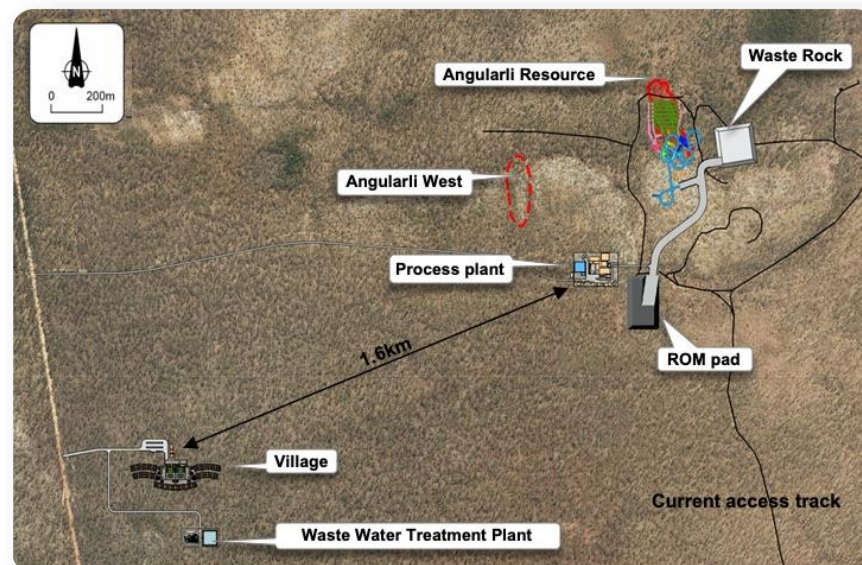 N
0 200m
Angularli Resource
Waste Rock
Angularli West
Process plant
ROM pad
1.6km
Village
Current access track
Waste Water Treatment Plant